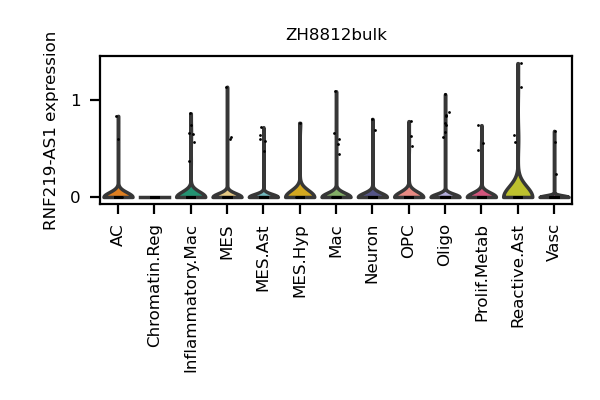 ZH8812bulk
RNF219-AS1 expression
1
0
AC
Chromatin.Reg
Inflammatory.Mac
MES
MES.Ast
MES.Hyp
Mac
Neuron
OPC
Oligo
Prolif.Metab
Reactive.Ast
Vasc